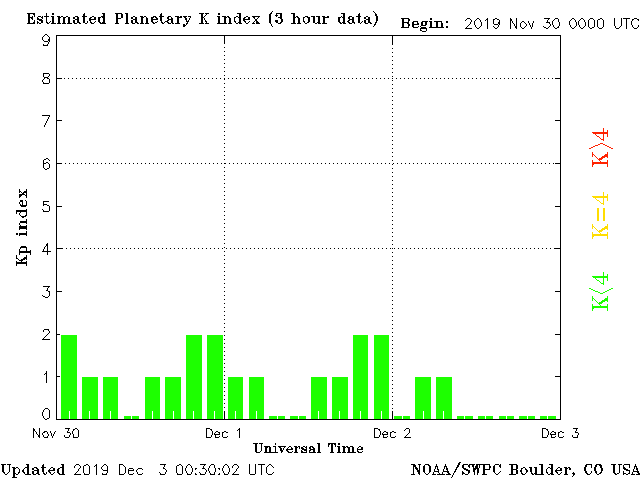 Estimated Planetary K index (3 hour data)
Begin: 2019 Nov 30 0000 UTC
9
8
7
6
5
4
3
2
1
0
Kp index
K>4
K=4
K<4
Nov 30
Dec 1
Dec 2
Dec 3
Universal Time
Updated 2019 Dec 3 00:30:02 UTC
NOAA/SWPC Boulder, CO USA